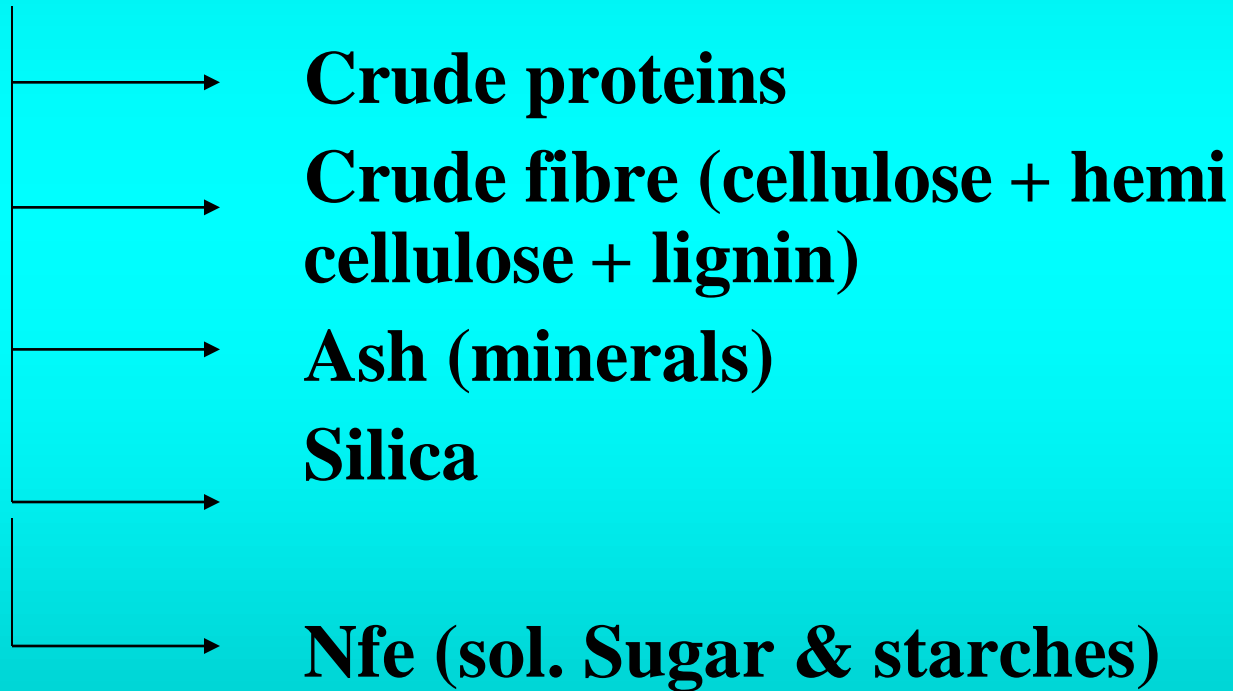 Crude proteins
Crude fibre (cellulose + hemi
cellulose + lignin)
Ash (minerals)
Silica
Nfe (sol. Sugar & starches)